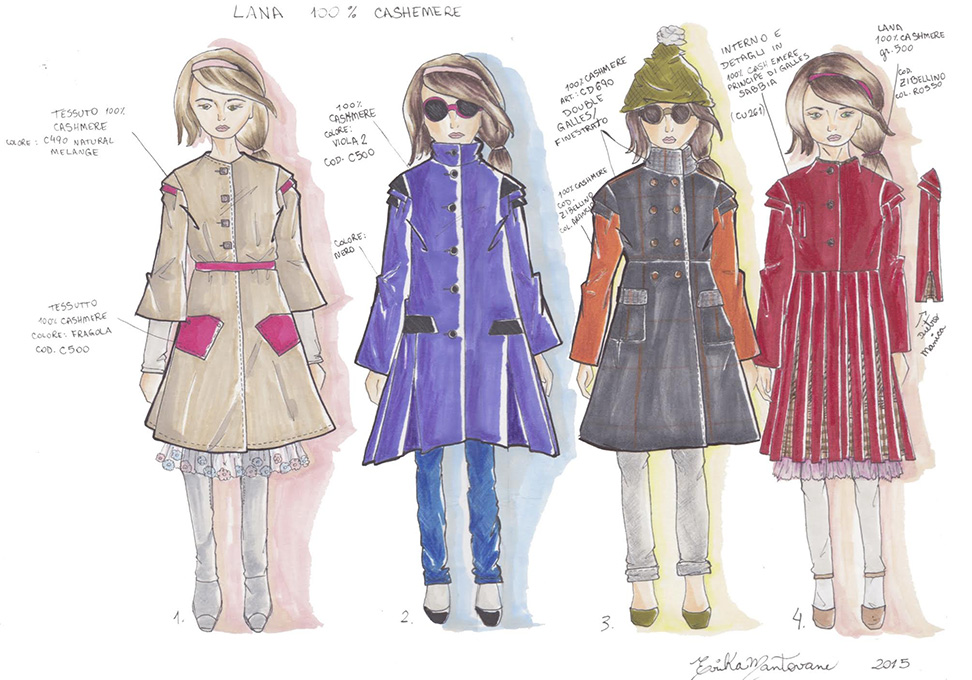 LANA 100% CASHEMERE
TESSUTO 100%
CASHMERE
COLORE: C490 NATURAL
MELANGE
TESSUTTO
100% CASHMERE
COLORE: FRAGOLA
COD. C500
1.
100%
CASHMERE
COLORE:
VIOLA 2
COD. C500
COLORE:
NERO
2.
100% CASHMERE
ART.: CD690
DOUBLE
GALLES/
FINESTRATO
100% CASHMERE
COD.
ZIBELLINO
COL.
3.
INTERNO E
DETAGLI IN
100% CASHEMERE
PRINCIPE DI GALLES
SABBIA
(CU261)
LANA
100% CASHMERE
gr. 500
COD.
ZIBELLINO
COL. ROSSO
Dietro
Manica
4.
Erika Mantovane 2015